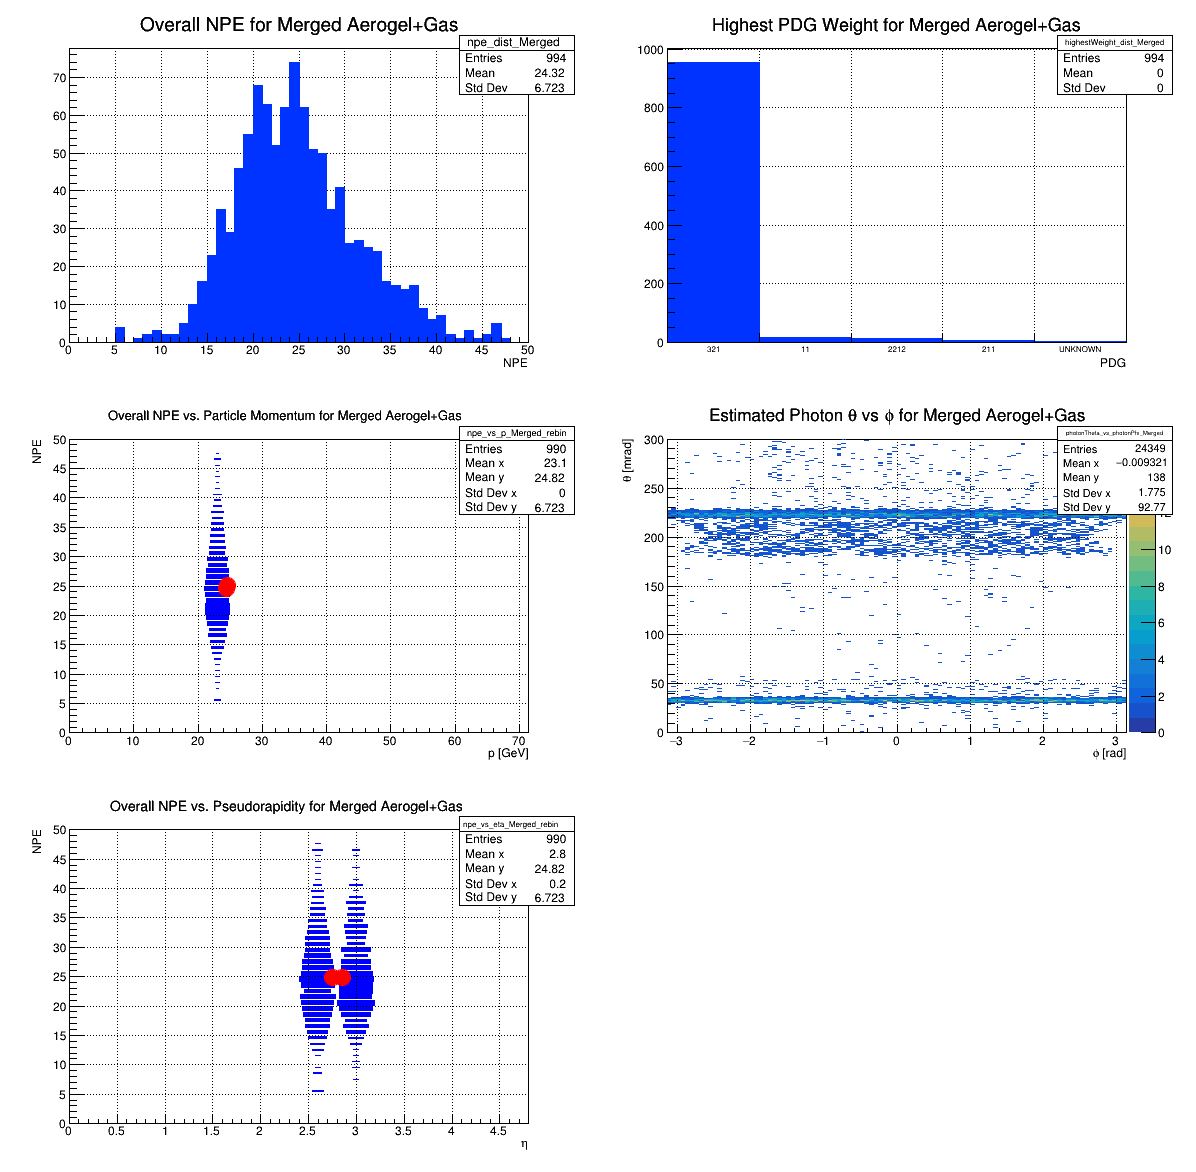 Overall NPE for Merged Aerogel+Gas
npe_dist_Merged
Entries 994
Mean 24.32
Std Dev 6.723
70
60
50
40
30
20
10
0
0 5 10 15 20 25 30 35 40 45 50
NPE
Highest PDG Weight for Merged Aerogel+Gas
highestWeight_dist_Merged
Entries 994
Mean 0
Std Dev 0
1000
800
600
400
200
0
321 11 2212 211 UNKNOWN
PDG
Overall NPE vs. Particle Momentum for Merged Aerogel+Gas
npe_vs_p_Merged_rebin
Entries 990
Mean x 23.1
Mean y 24.82
Std Dev x 0
Std Dev y 6.723
NPE
50
45
40
35
30
25
20
15
10
5
0
0 10 20 30 40 50 60 70
p [GeV]
Estimated Photon θ vs ϕ for Merged Aerogel+Gas
photonTheta_vs_photonPhi_Merged
Entries 24349
Mean x −0.009321
Mean y 138
Std Dev x 1.775
Std Dev y 92.77
θ [mrad]
300
250
200
150
100
50
0
−3 −2 −1 0 1 2 3
ϕ [rad]
10
8
6
4
2
0
Overall NPE vs. Pseudorapidity for Merged Aerogel+Gas
npe_vs_eta_Merged_rebin
Entries 990
Mean x 2.8
Mean y 24.82
Std Dev x 0.2
Std Dev y 6.723
NPE
50
45
40
35
30
25
20
15
10
5
0
0 0.5 1 1.5 2 2.5 3 3.5 4 4.5
η